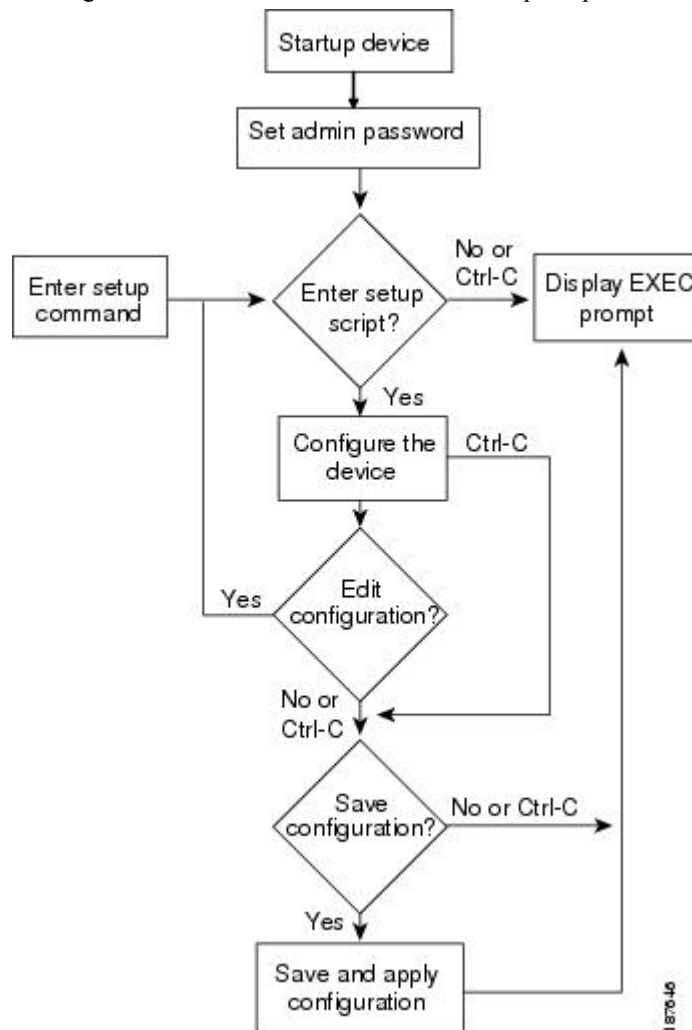 Startup device
Set admin password
No or
Ctrl-C
Enter setup
command
Enter setup
script?
Display EXEC
prompt
Yes
Configure the
device
Ctrl-C
Yes
Edit
configuration?
No or
Ctrl-C
Save
configuration?
No or Ctrl-C
Yes
Save and apply
configuration
187646